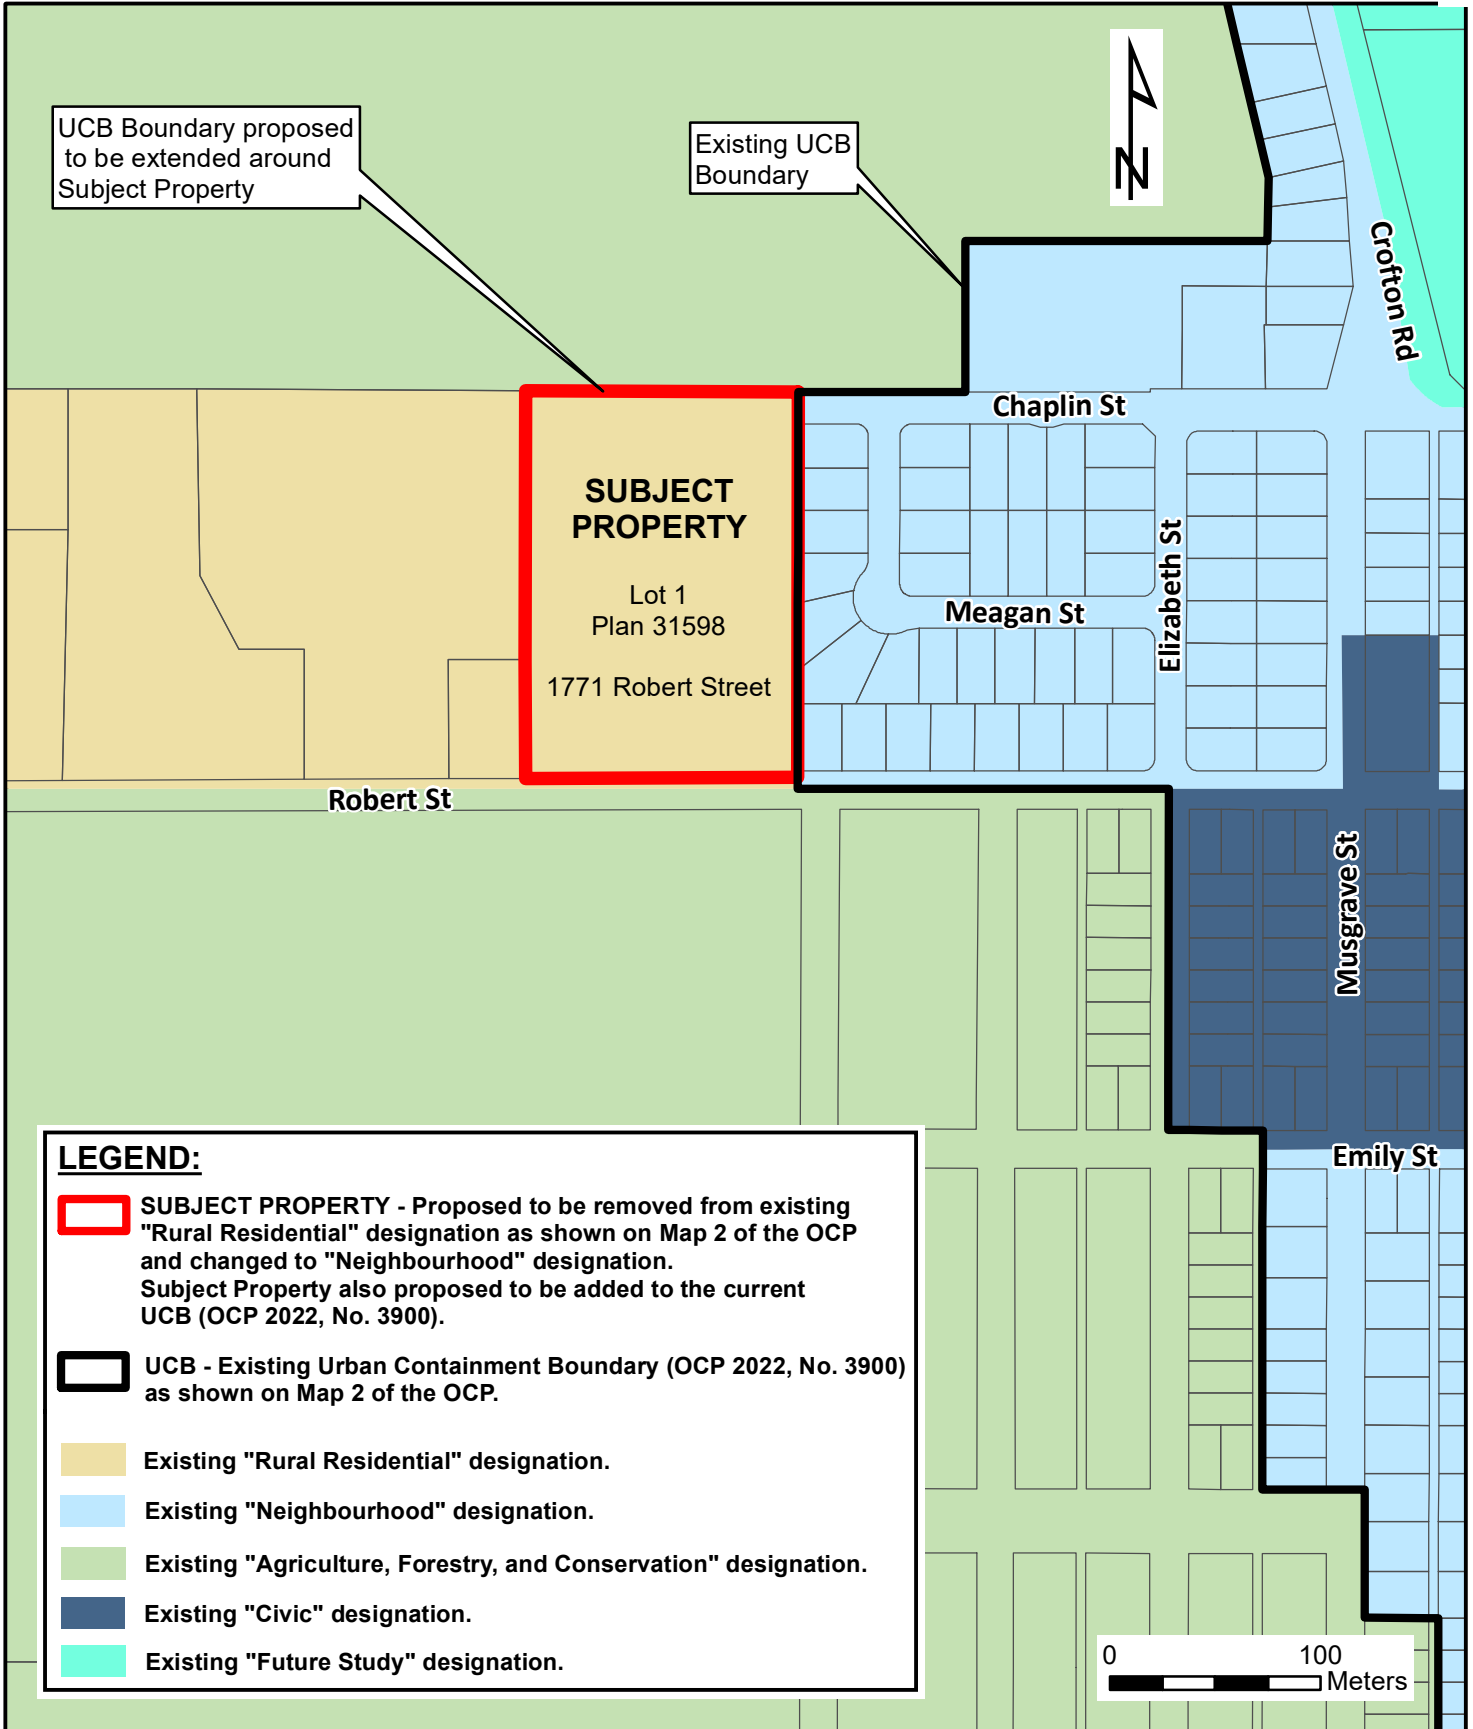 UCB Boundary proposed
to be extended around
Subject Property
Existing UCB
Boundary
N
Crofton Rd
Chaplin St
SUBJECT
PROPERTY
Lot 1
Plan 31598
1771 Robert Street
Meagan St
Elizabeth St
Robert St
Musgrave St
Emily St
LEGEND:
SUBJECT PROPERTY - Proposed to be removed from existing
"Rural Residential" designation as shown on Map 2 of the OCP
and changed to "Neighbourhood" designation.
Subject Property also proposed to be added to the current
UCB (OCP 2022, No. 3900).
UCB - Existing Urban Containment Boundary (OCP 2022, No. 3900)
as shown on Map 2 of the OCP.
Existing "Rural Residential" designation.
Existing "Neighbourhood" designation.
Existing "Agriculture, Forestry, and Conservation" designation.
Existing "Civic" designation.
Existing "Future Study" designation.
0 100
Meters